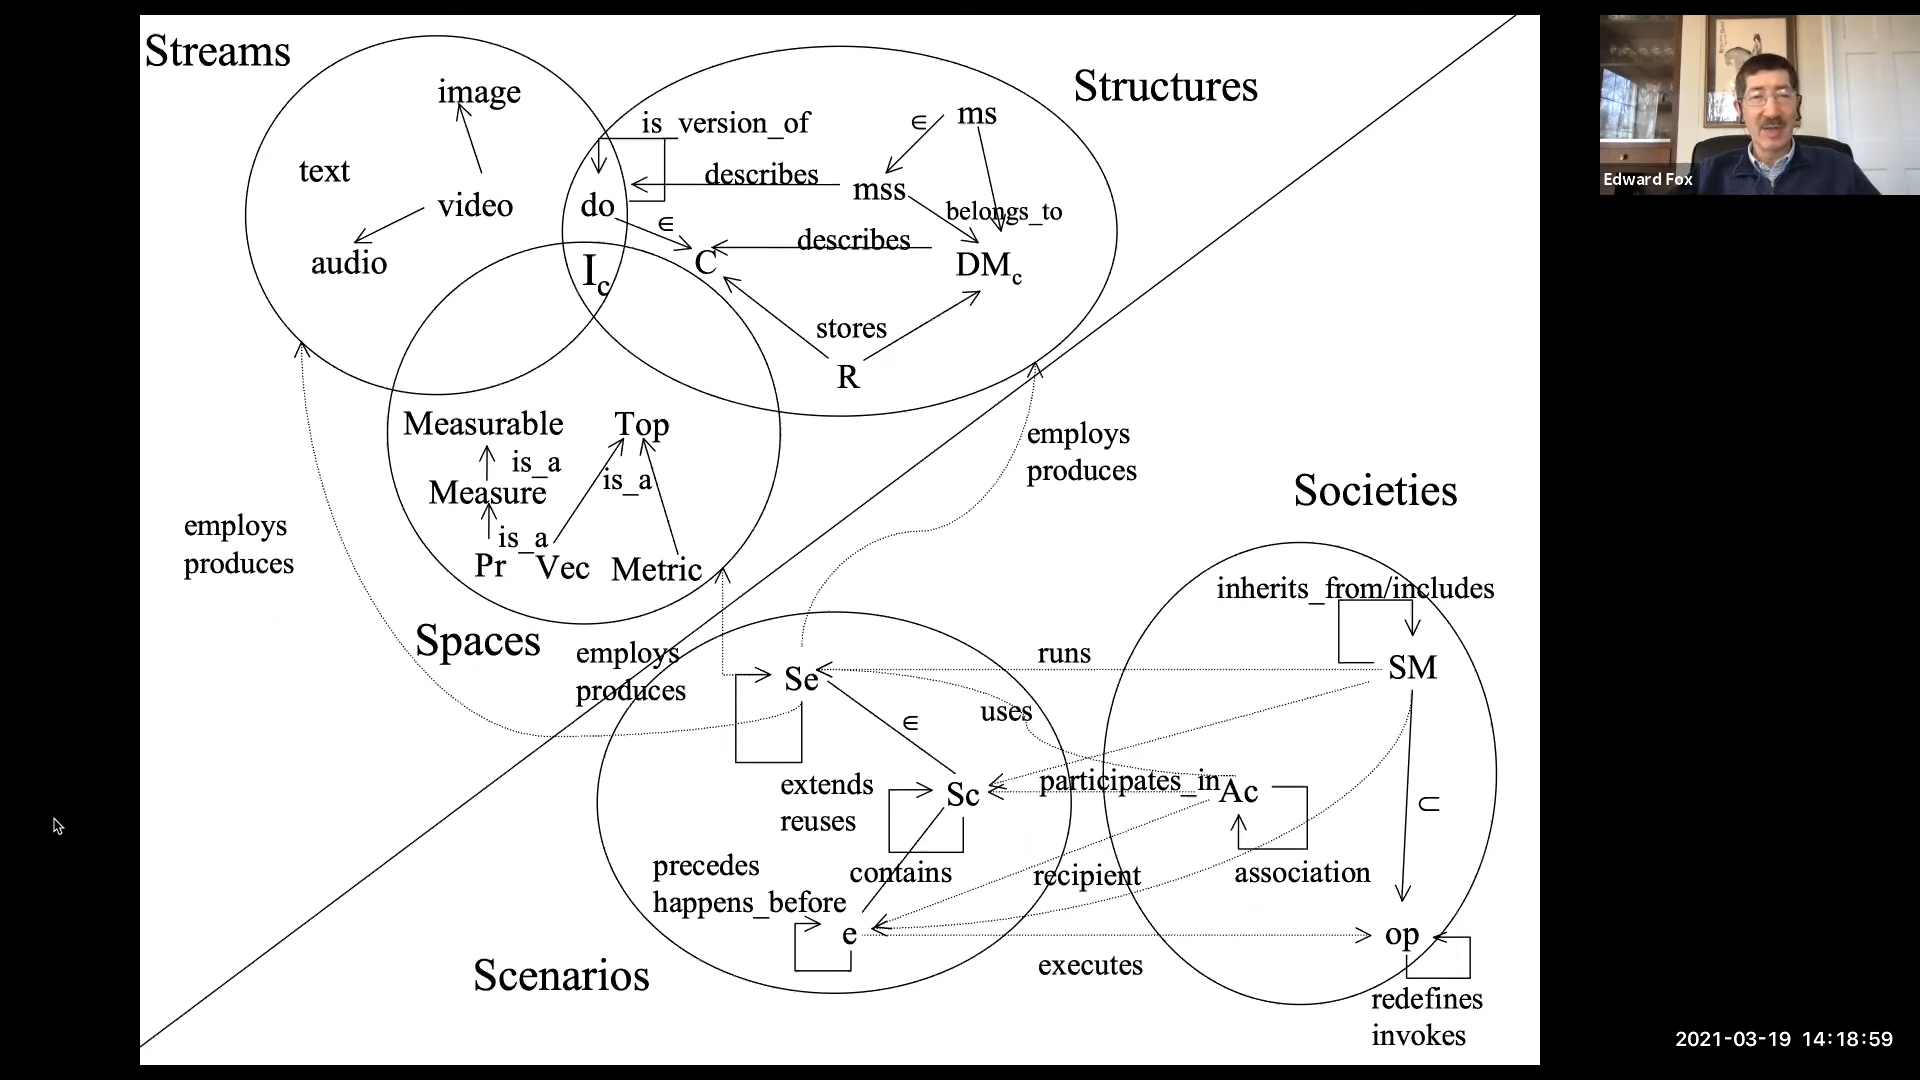 Streams
image
text
video
audio
Structures
is_version_of
∈
ms
describes
mss
do
∈
belongs_to
describes
C
DMc
Ic
stores
R
Measurable
Top
is_a
is_a
Measure
is_a
Pr
Vec
Metric
Spaces
employs
produces
employs
produces
employs
produces
Societies
inherits_from/includes
SM
runs
Se
uses
∈
extends
reuses
Sc
participates_in
Ac
⊂
precedes
happens_before
contains
recipient
association
e
op
executes
redefines
invokes
Scenarios
Edward Fox
2021-03-19 14:18:59